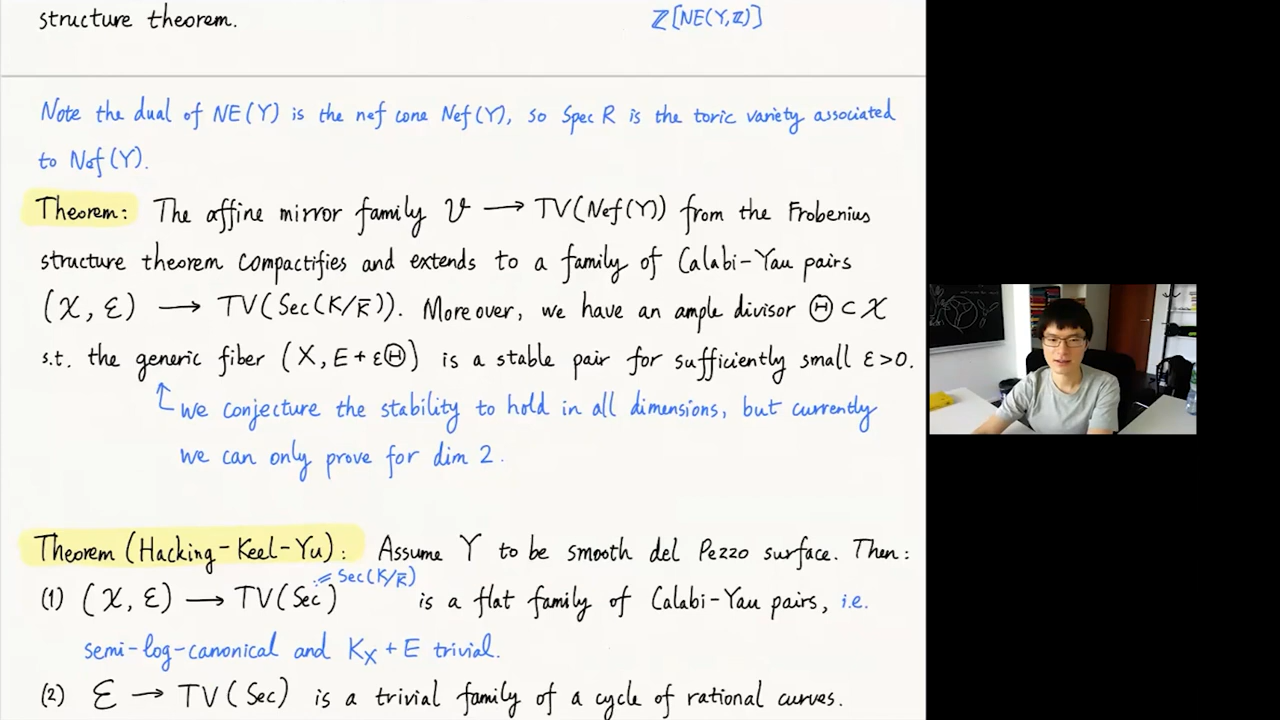 structure theorem.
ℤ[NE(Y,ℤ)]
Note the dual of NE(Y) is the nef cone Nef(Y), so Spec R is the toric variety associated
to Nef(Y).
Theorem: The affine mirror family 𝒱 ⟶ TV(Nef(Y)) from the Frobenius
structure theorem compactifies and extends to a family of Calabi-Yau pairs
(𝒳, ℰ) ⟶ TV(Sec(K/k̄)). Moreover, we have an ample divisor Θ ⊂ 𝒳
s.t. the generic fiber (X, E + εΘ) is a stable pair for sufficiently small ε>0.
we conjecture the stability to hold in all dimensions, but currently
we can only prove for dim 2.
Theorem (Hacking-Keel-Yu): Assume Y to be smooth del Pezzo surface. Then:
:= Sec(K/k̄)
(1) (𝒳, ℰ) ⟶ TV(Sec) is a flat family of Calabi-Yau pairs, i.e.
semi-log-canonical and K_X + E trivial.
(2) ℰ → TV(Sec) is a trivial family of a cycle of rational curves.